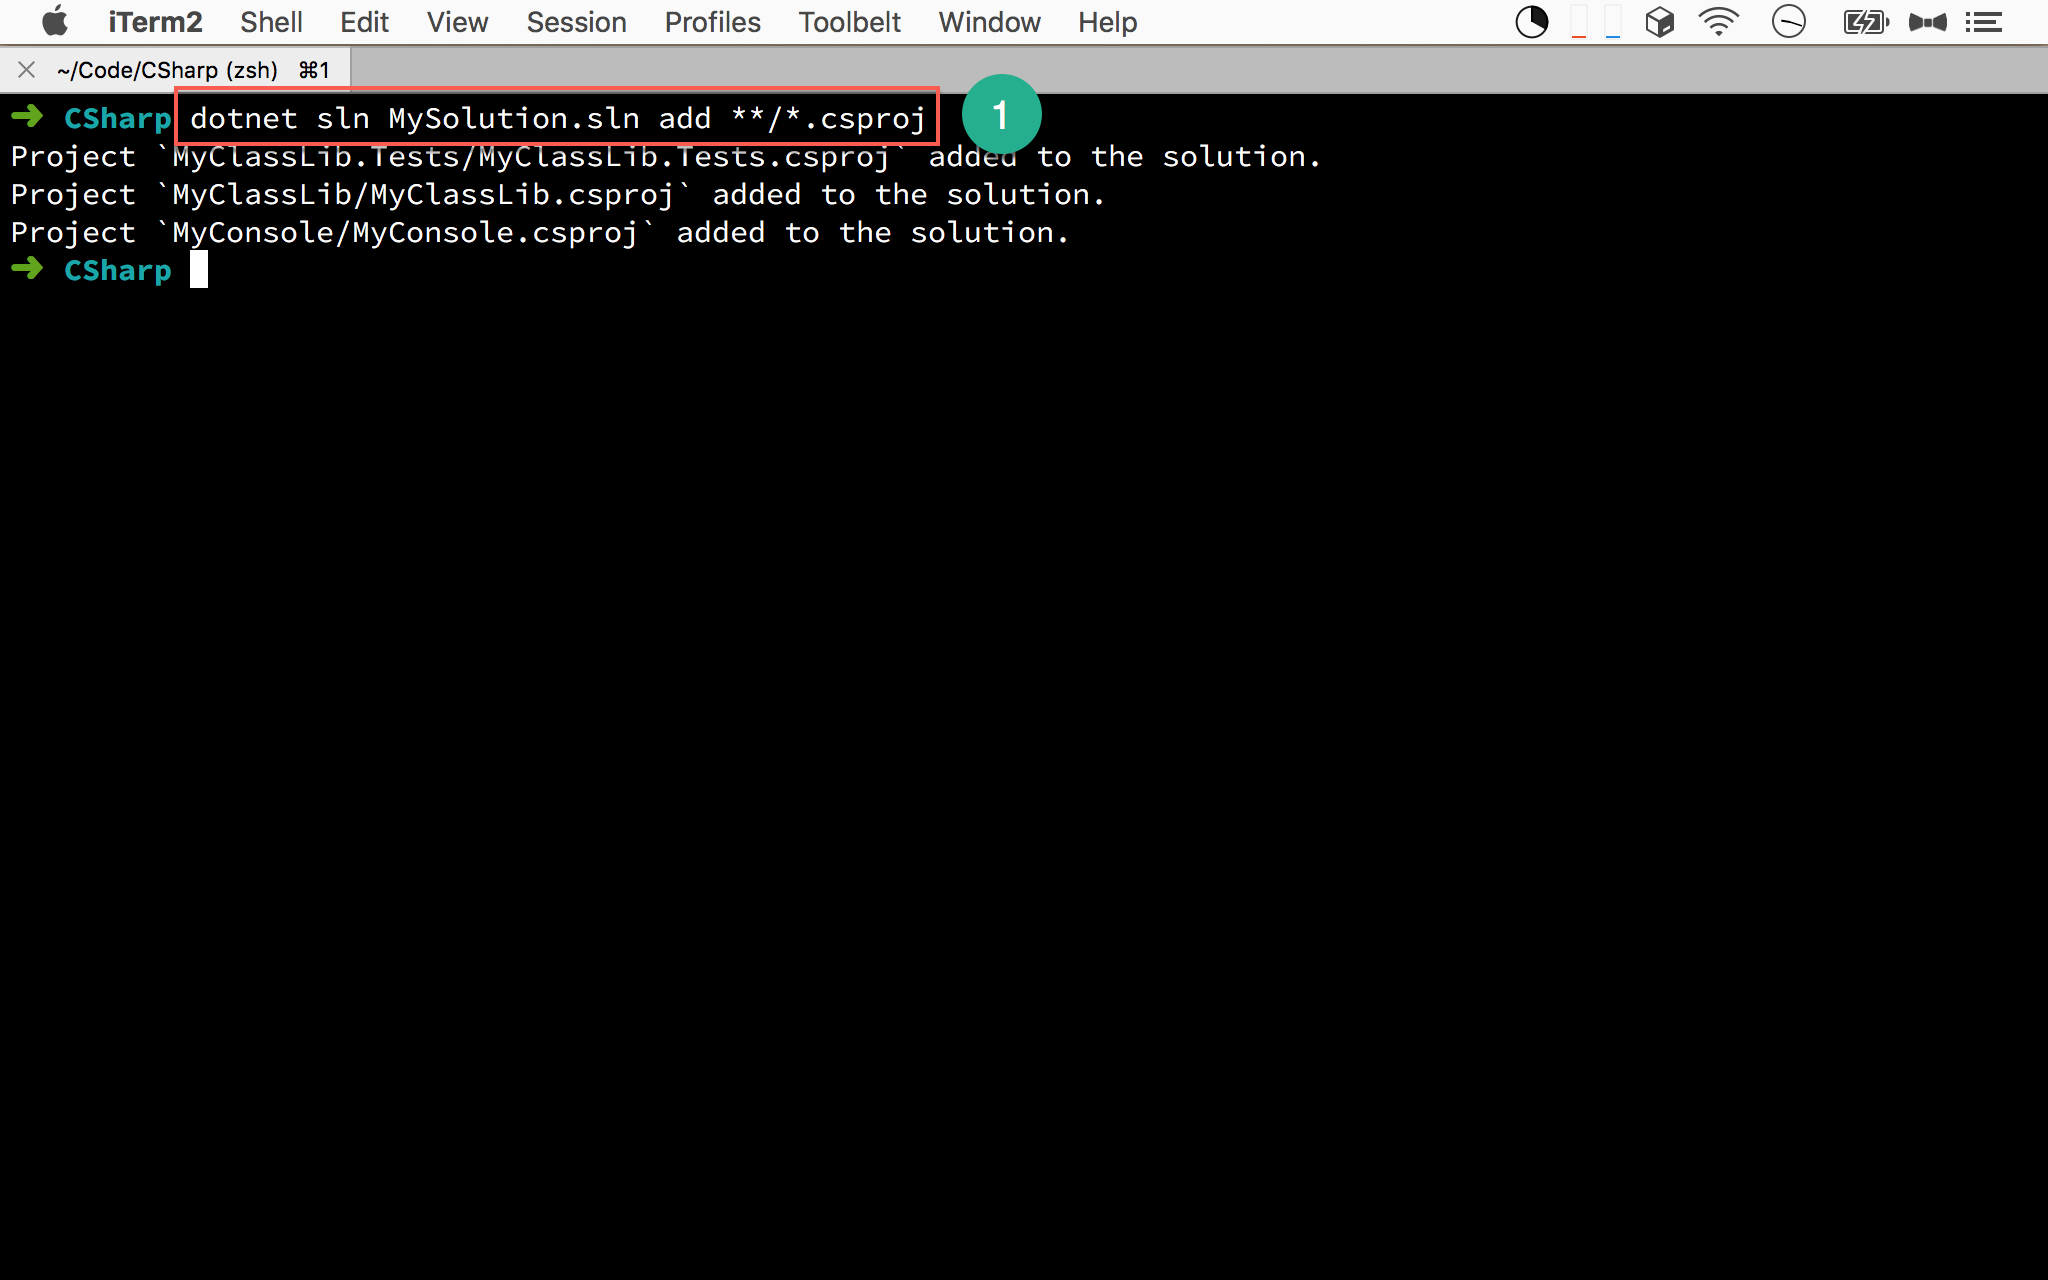 iTerm2 Shell Edit View Session Profiles Toolbelt Window Help
~/Code/CSharp (zsh) ⌘1
➜ CSharp dotnet sln MySolution.sln add **/*.csproj 1
Project `MyClassLib.Tests/MyClassLib.Tests.csproj` added to the solution.
Project `MyClassLib/MyClassLib.csproj` added to the solution.
Project `MyConsole/MyConsole.csproj` added to the solution.
➜ CSharp